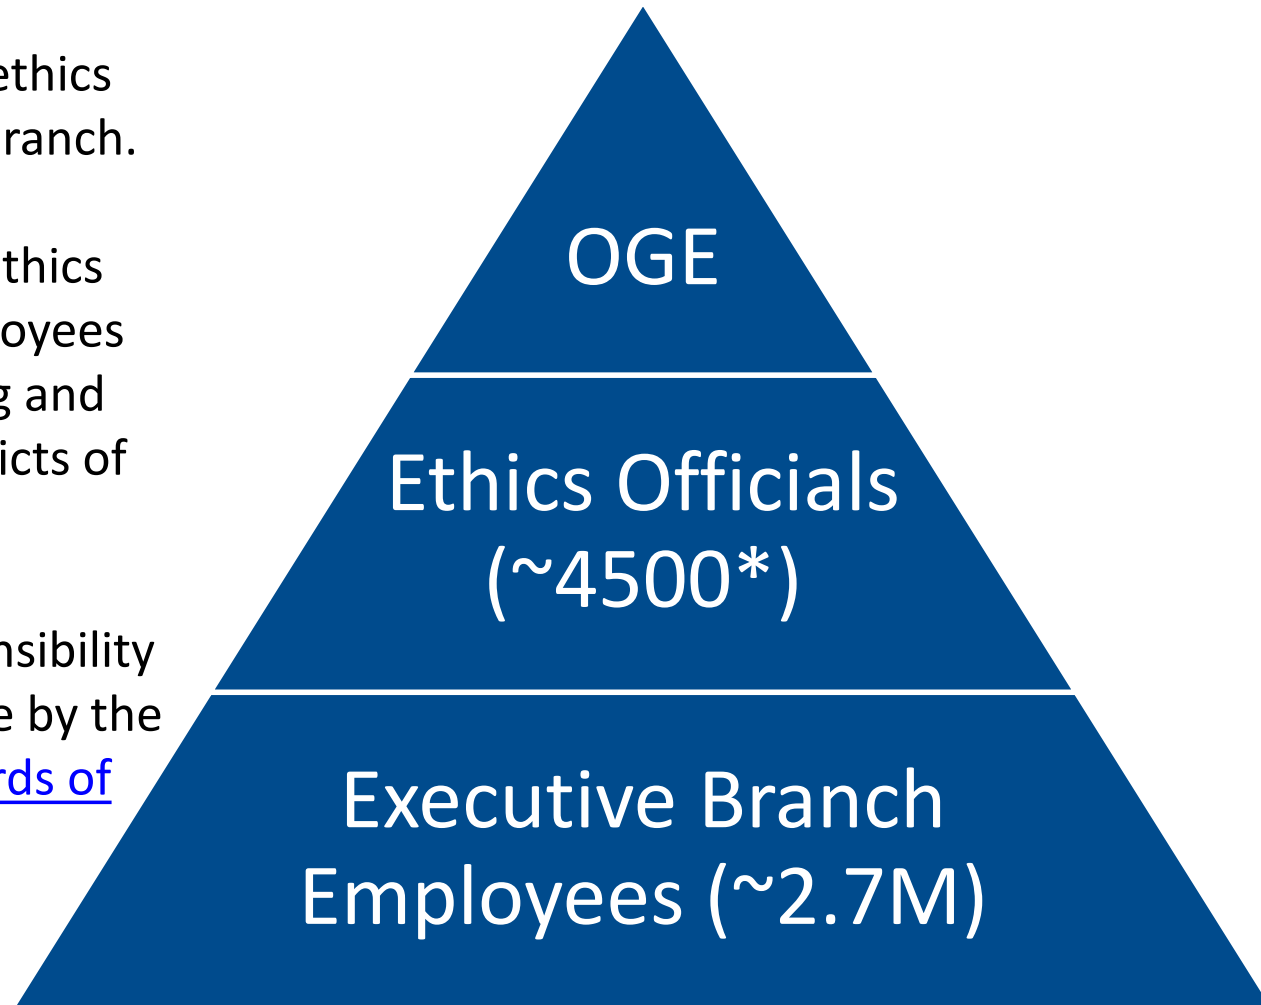 ethics
ranch.
thics
oyees
g and
icts of
nsibility
e by the
rds of
OGE
Ethics Officials
(~4500*)
Executive Branch
Employees (~2.7M)